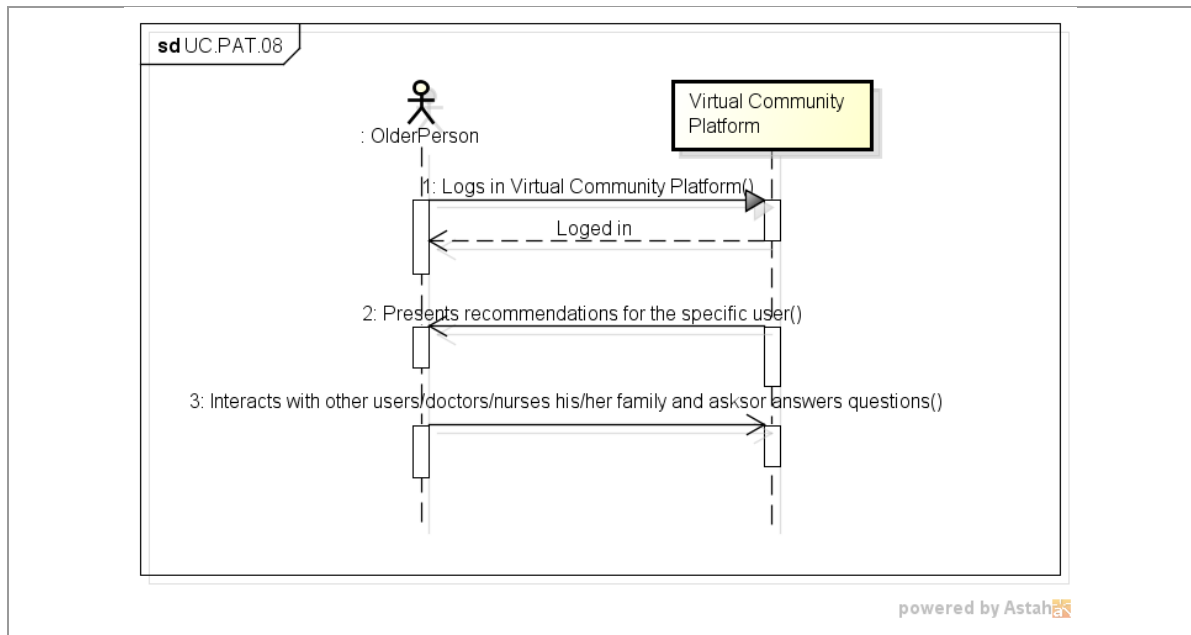 sd UC.PAT.08
: OlderPerson
Virtual Community
Platform
1: Logs in Virtual Community Platform()
Loged in
2: Presents recommendations for the specific user()
3: Interacts with other users/doctors/nurses his/her family and asksor answers questions()
powered by Astah